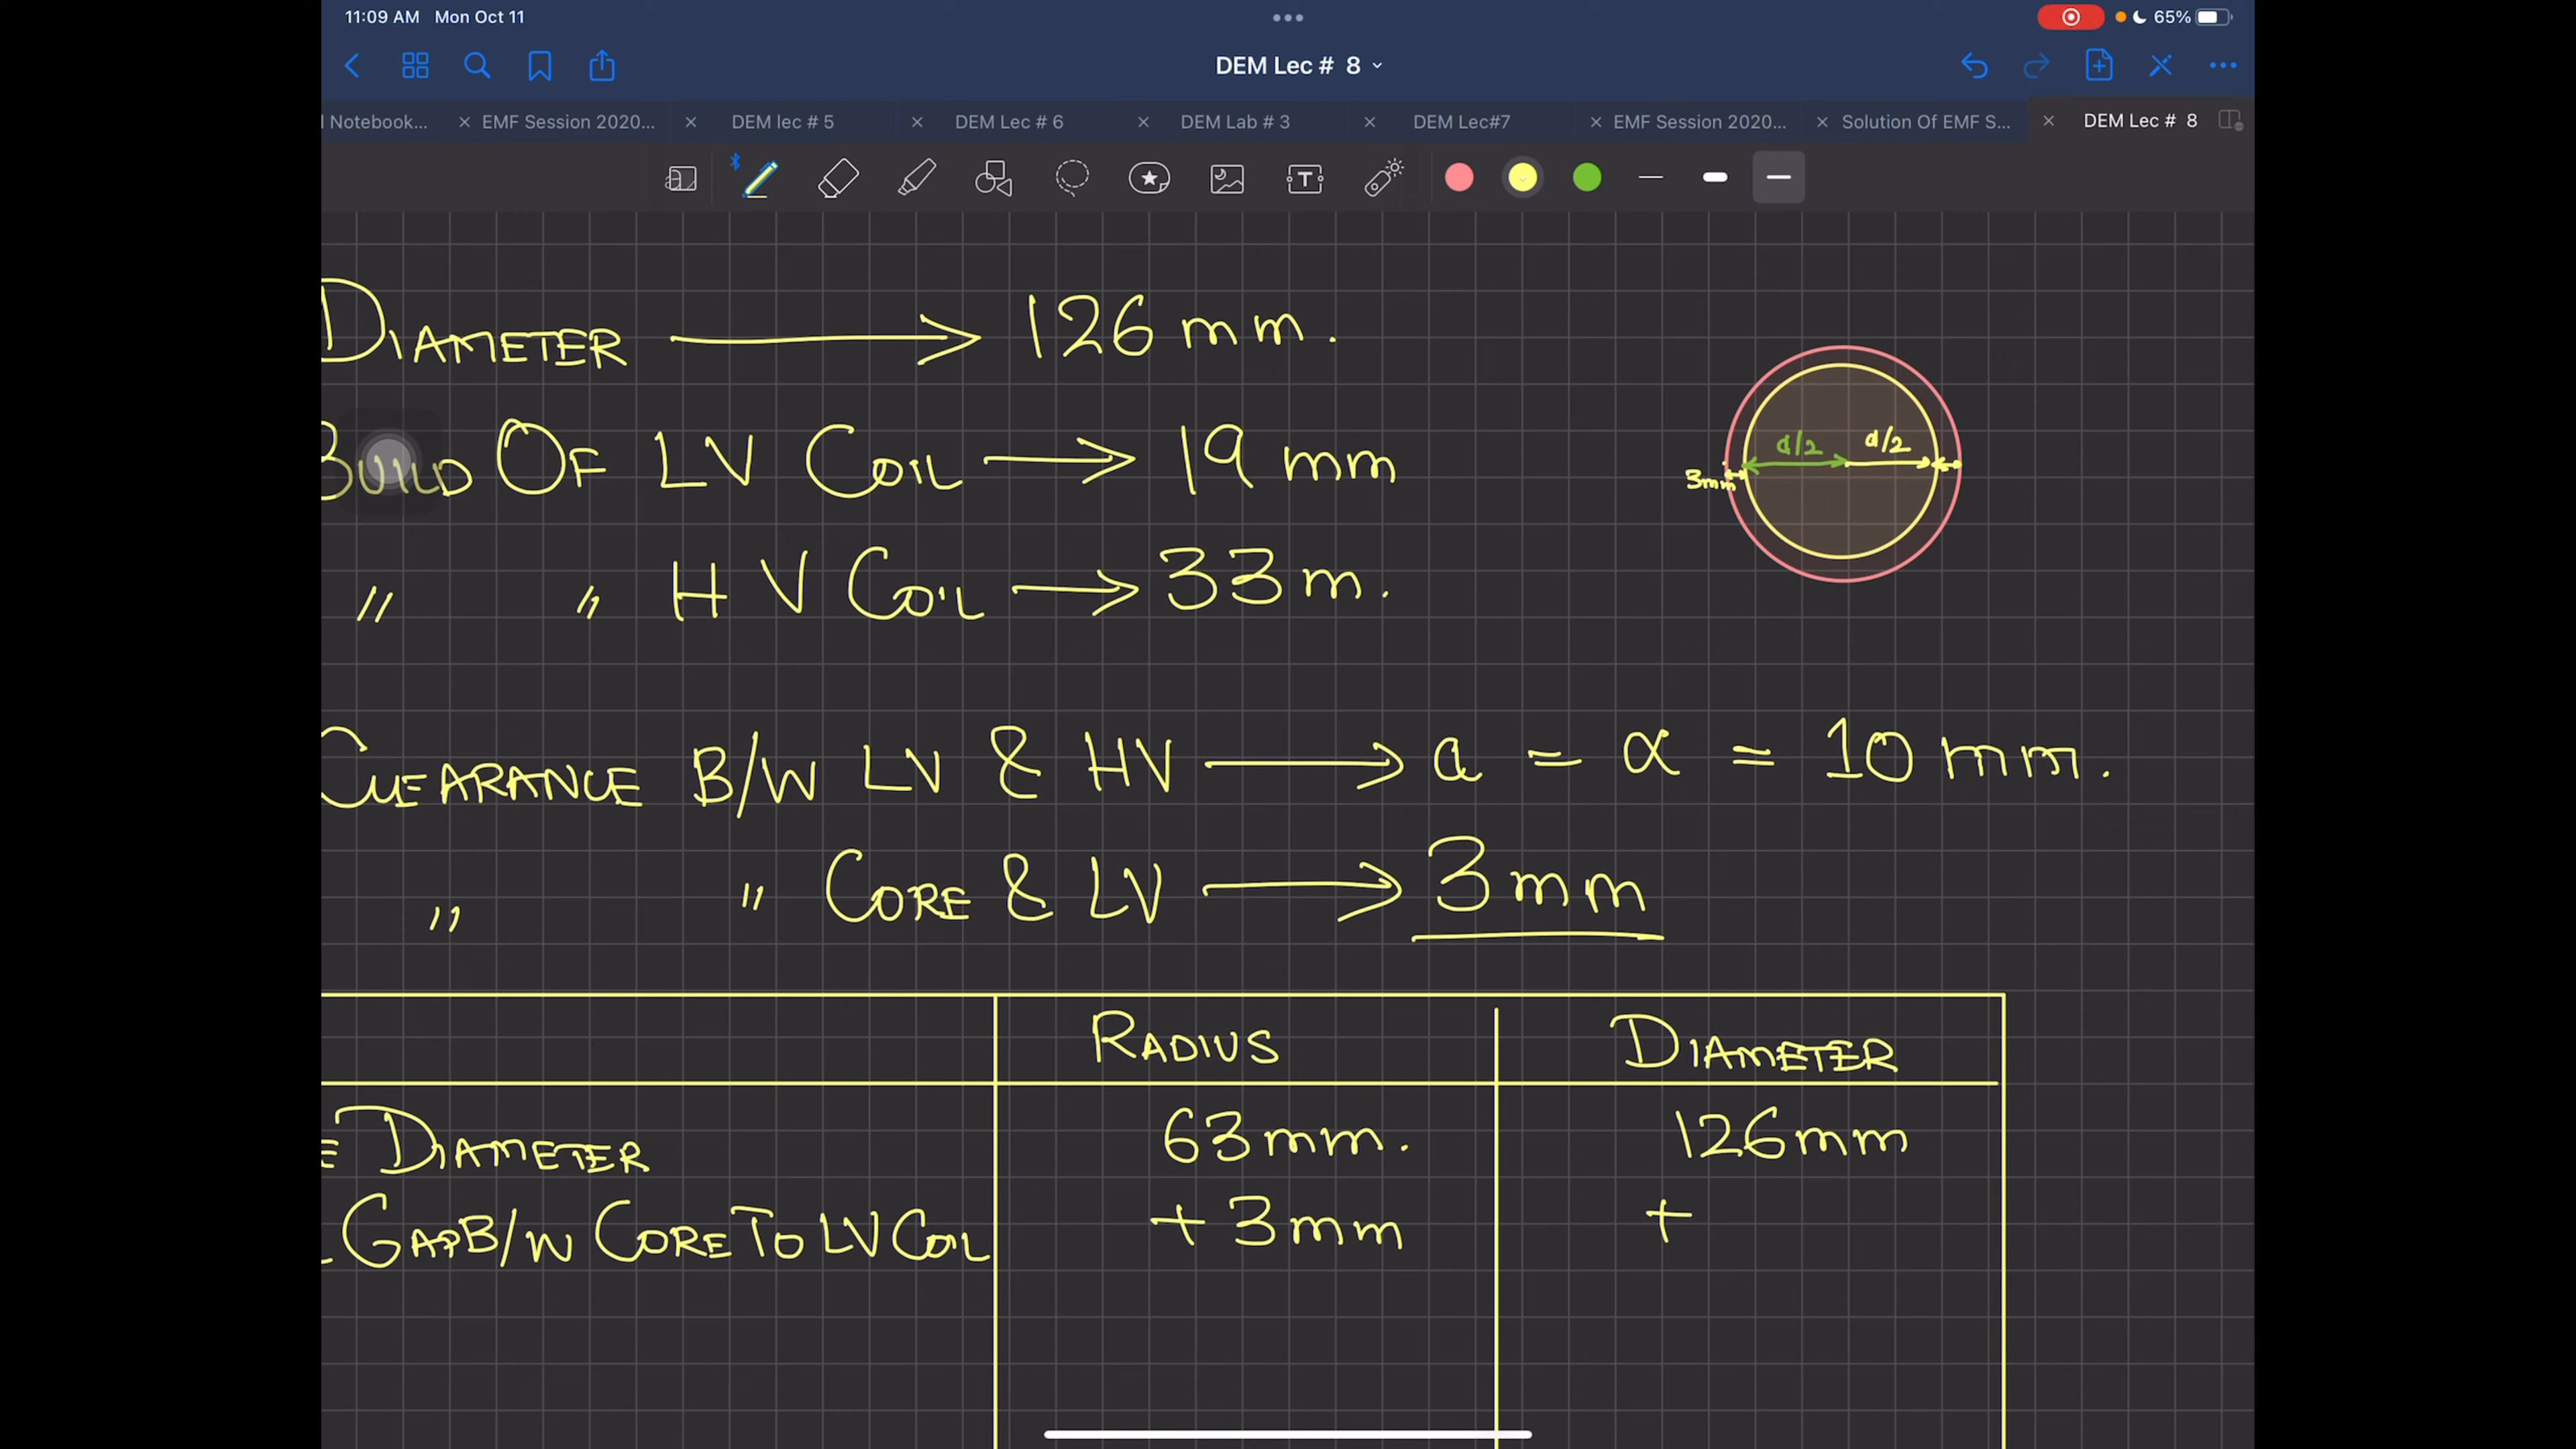 11:09 AM Mon Oct 11
65%
DEM Lec # 8
l Notebook... EMF Session 2020... DEM lec # 5 DEM Lec # 6 DEM Lab # 3 DEM Lec#7 EMF Session 2020... Solution Of EMF S... DEM Lec # 8
DIAMETER → 126 mm.
BUILD OF LV COIL → 19 mm
" " HV COIL → 33 m.
d/2 d/2
3mm
CLEARANCE B/W LV & HV → a = α = 10 mm.
" " CORE & LV → 3mm
RADIUS DIAMETER
E DIAMETER 63mm. 126mm
GAP B/W CORE TO LV COIL + 3mm +